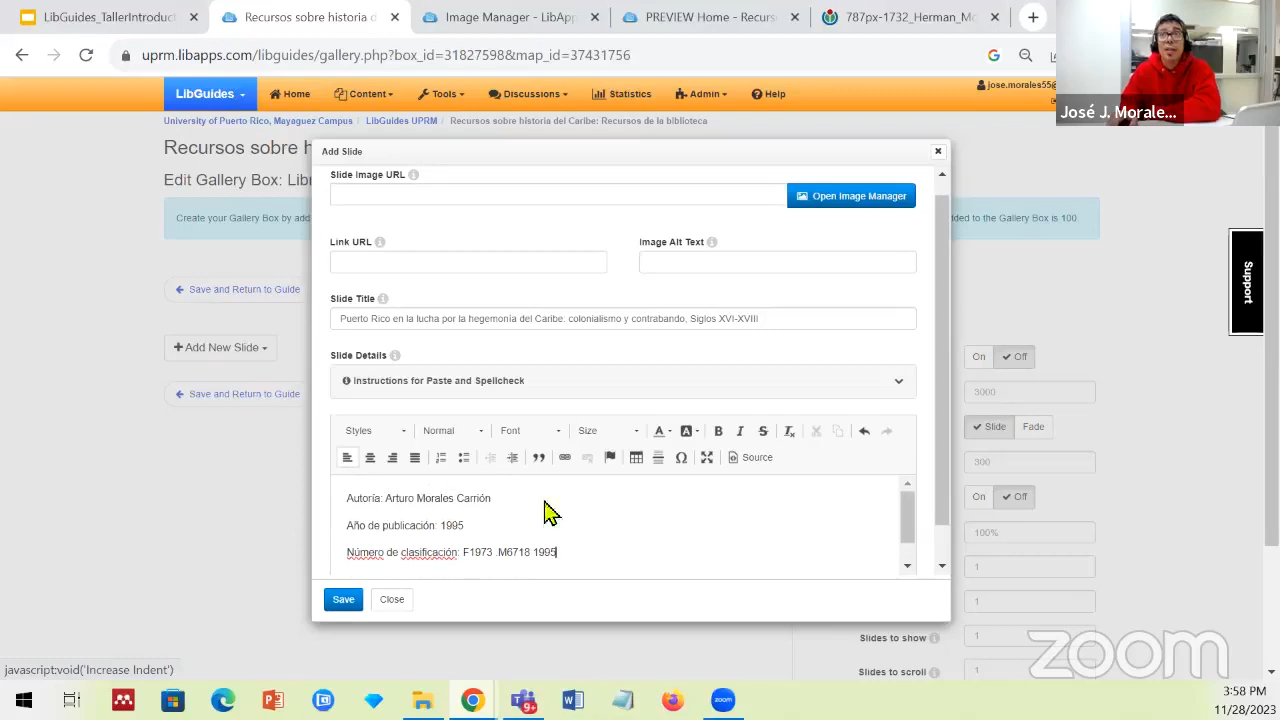 LibGuides_TallerIntroduct
Recursos sobre historia d
Image Manager - LibApp
PREVIEW Home - Recurs
787px-1732_Herman_Mo
uprm.libapps.com/libguides/gallery.php?box_id=31327598&map_id=37431756
LibGuides
Home
Content
Tools
Discussions
Statistics
Admin
Help
jose.morales55@
José J. Morale...
University of Puerto Rico, Mayaguez Campus / LibGuides UPRM / Recursos sobre historia del Caribe: Recursos de la biblioteca
Recursos sobre h
Edit Gallery Box: Libr
Create your Gallery Box by add
dded to the Gallery Box is 100.
Save and Return to Guide
Add New Slide
Save and Return to Guide
Add Slide
Slide Image URL
Open Image Manager
Link URL
Image Alt Text
Slide Title
Puerto Rico en la lucha por la hegemonía del Caribe: colonialismo y contrabando, Siglos XVI-XVIII
Slide Details
Instructions for Paste and Spellcheck
Styles
Normal
Font
Size
Source
Autoría: Arturo Morales Carrión
Año de publicación: 1995
Número de clasificación: F1973 .M6718 1995
Save
Close
On
Off
3000
Slide
Fade
300
On
Off
100%
1
1
Slides to show
1
Slides to scroll
1
Support
zoom
javascript:void('Increase Indent')
9+
zoom
3:58 PM
11/28/2023